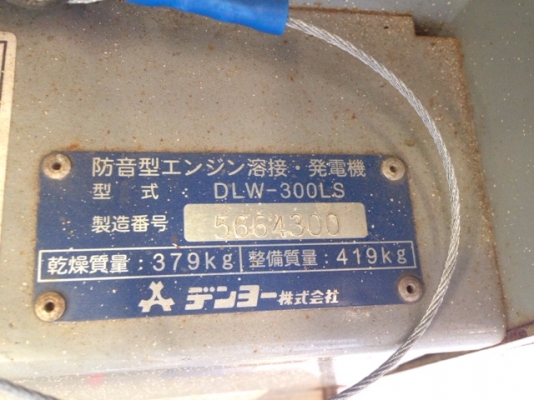 防音型エンジン溶接・発電機
型式：DLW-300LS
製造番号 5664300
乾燥質量：379kg 整備質量：419kg
デンヨー株式会社